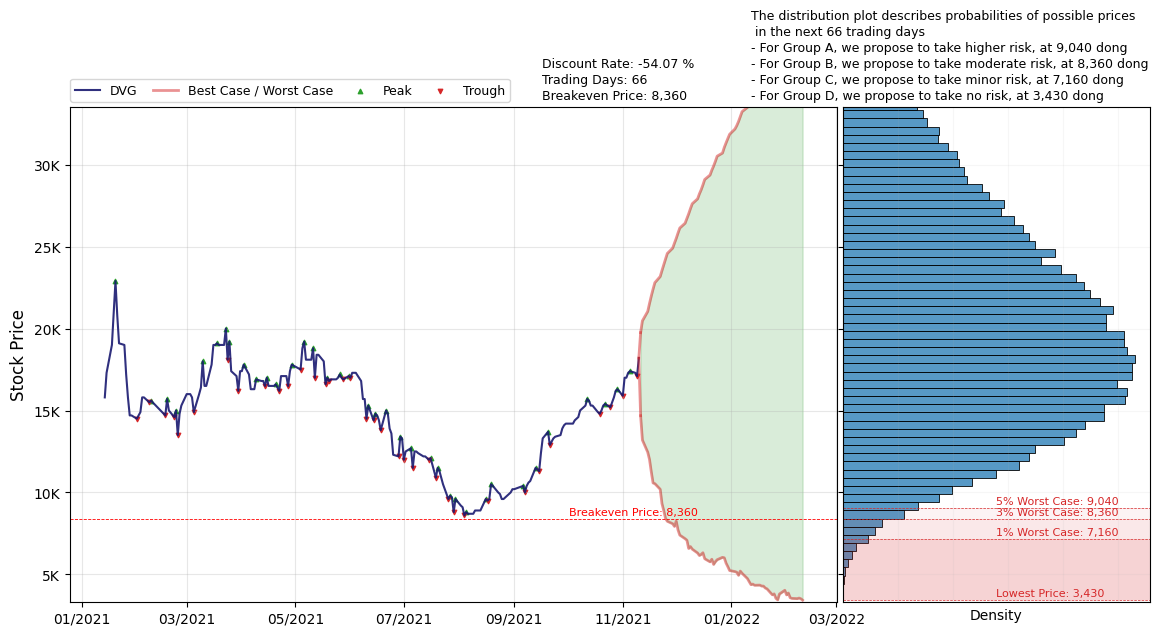 The distribution plot describes probabilities of possible prices
in the next 66 trading days
- For Group A, we propose to take higher risk, at 9,040 dong
- For Group B, we propose to take moderate risk, at 8,360 dong
- For Group C, we propose to take minor risk, at 7,160 dong
- For Group D, we propose to take no risk, at 3,430 dong
Discount Rate: -54.07 %
Trading Days: 66
Breakeven Price: 8,360
DVG Best Case / Worst Case Peak Trough
Stock Price
30K
25K
20K
15K
10K
5K
Breakeven Price: 8,360
5% Worst Case: 9,040
3% Worst Case: 8,360
1% Worst Case: 7,160
Lowest Price: 3,430
01/2021 03/2021 05/2021 07/2021 09/2021 11/2021 01/2022 03/2022
Density